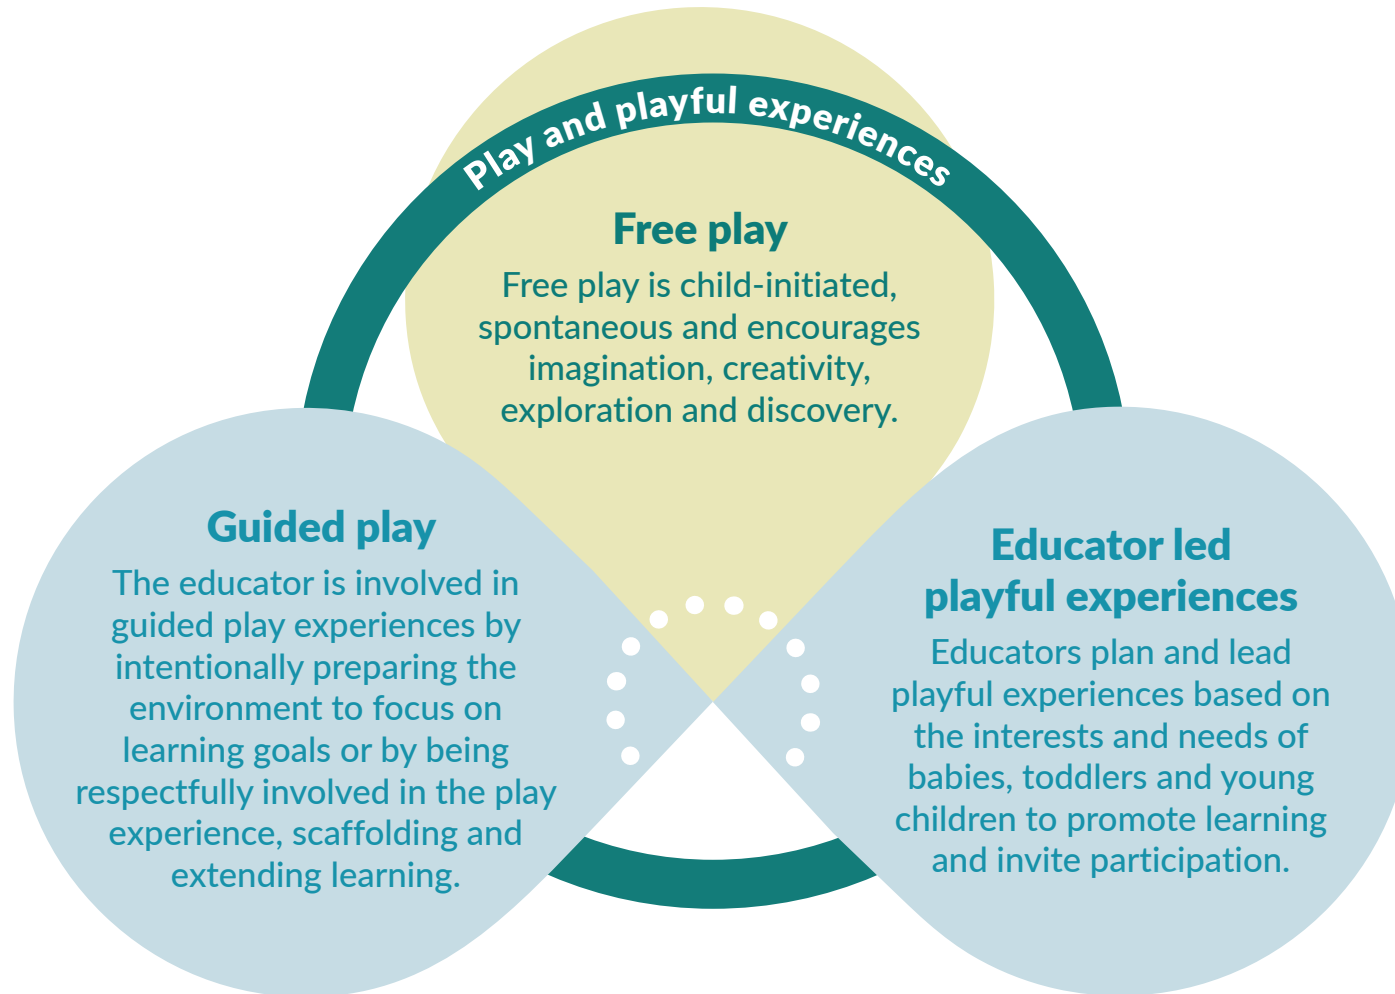 Play and playful experiences
Free play
Free play is child-initiated,
spontaneous and encourages
imagination, creativity,
exploration and discovery.
Guided play
The educator is involved in
guided play experiences by
intentionally preparing the
environment to focus on
learning goals or by being
respectfully involved in the play
experience, scaffolding and
extending learning.
Educator led
playful experiences
Educators plan and lead
playful experiences based on
the interests and needs of
babies, toddlers and young
children to promote learning
and invite participation.